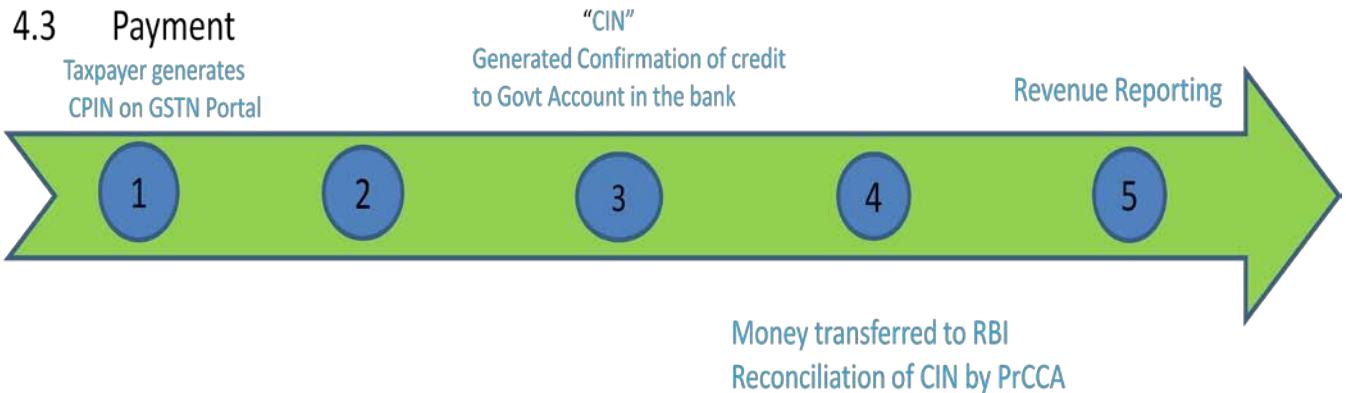 4.3 Payment
Taxpayer generates
CPIN on GSTN Portal
“CIN”
Generated Confirmation of credit
to Govt Account in the bank
Revenue Reporting
1 2 3 4 5
Money transferred to RBI
Reconciliation of CIN by PrCCA